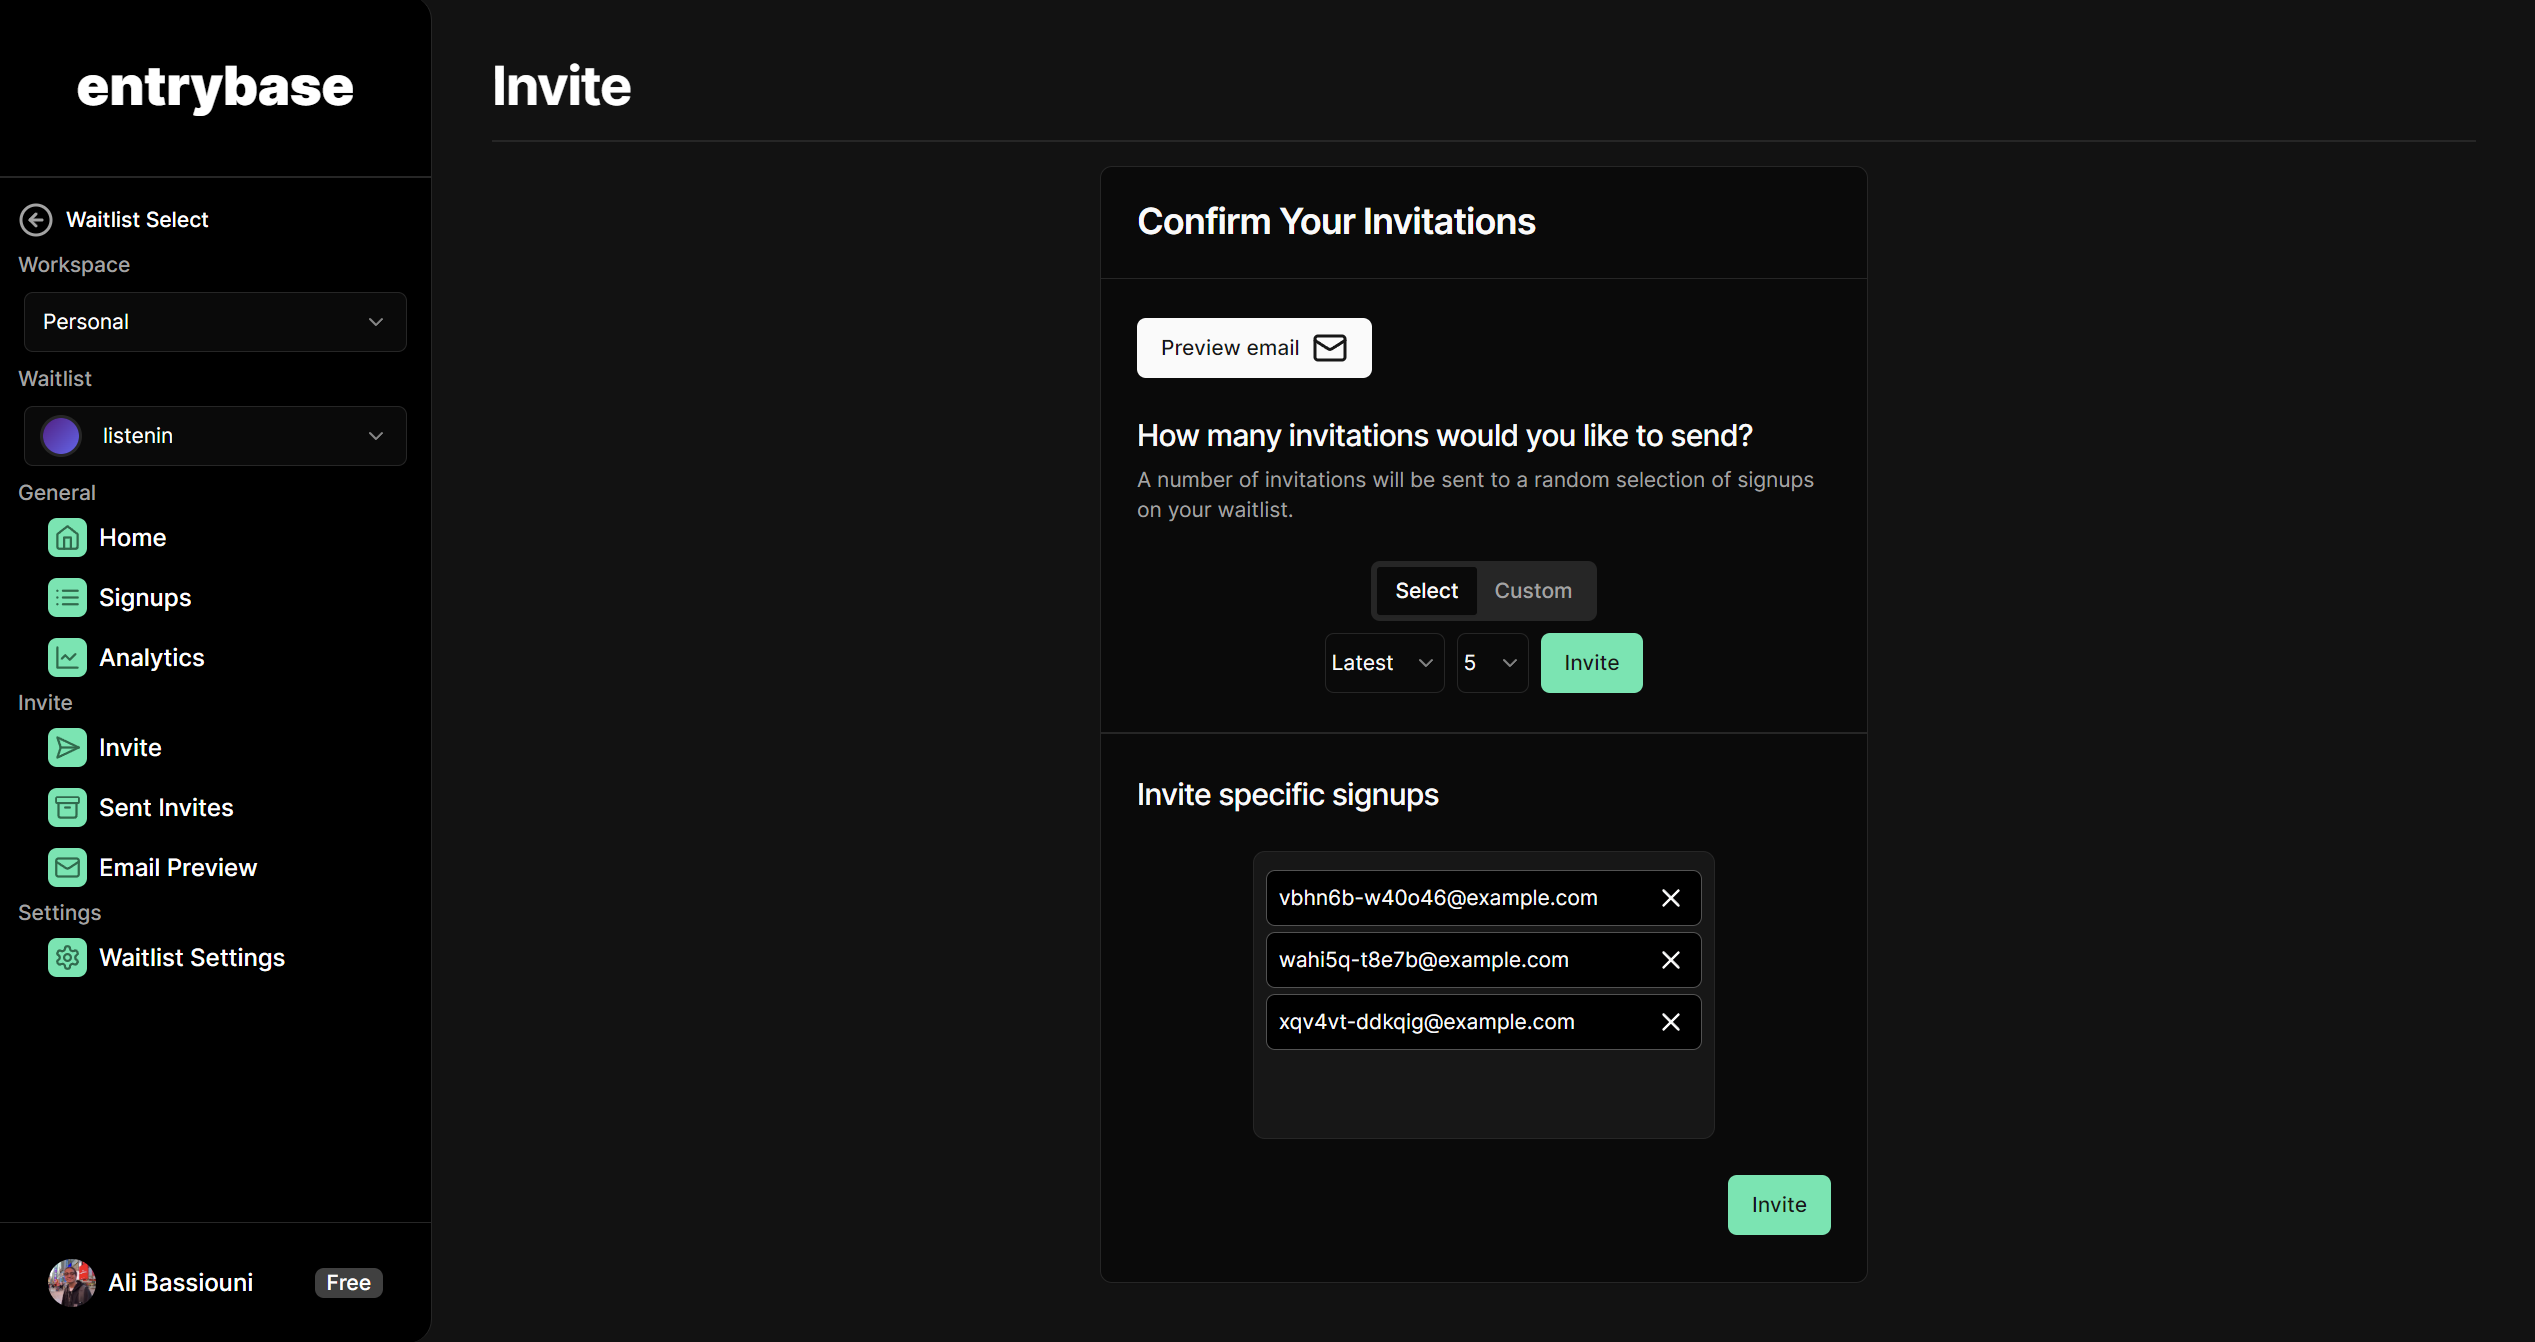 entrybase
Waitlist Select
Workspace
Personal
Waitlist
listenin
General
Home
Signups
Analytics
Invite
Invite
Sent Invites
Email Preview
Settings
Waitlist Settings
Ali Bassiouni
Free
Invite
Confirm Your Invitations
Preview email
How many invitations would you like to send?
A number of invitations will be sent to a random selection of signups
on your waitlist.
Select Custom
Latest 5 Invite
Invite specific signups
vbhn6b-w40o46@example.com
wahi5q-t8e7b@example.com
xqv4vt-ddkqig@example.com
Invite